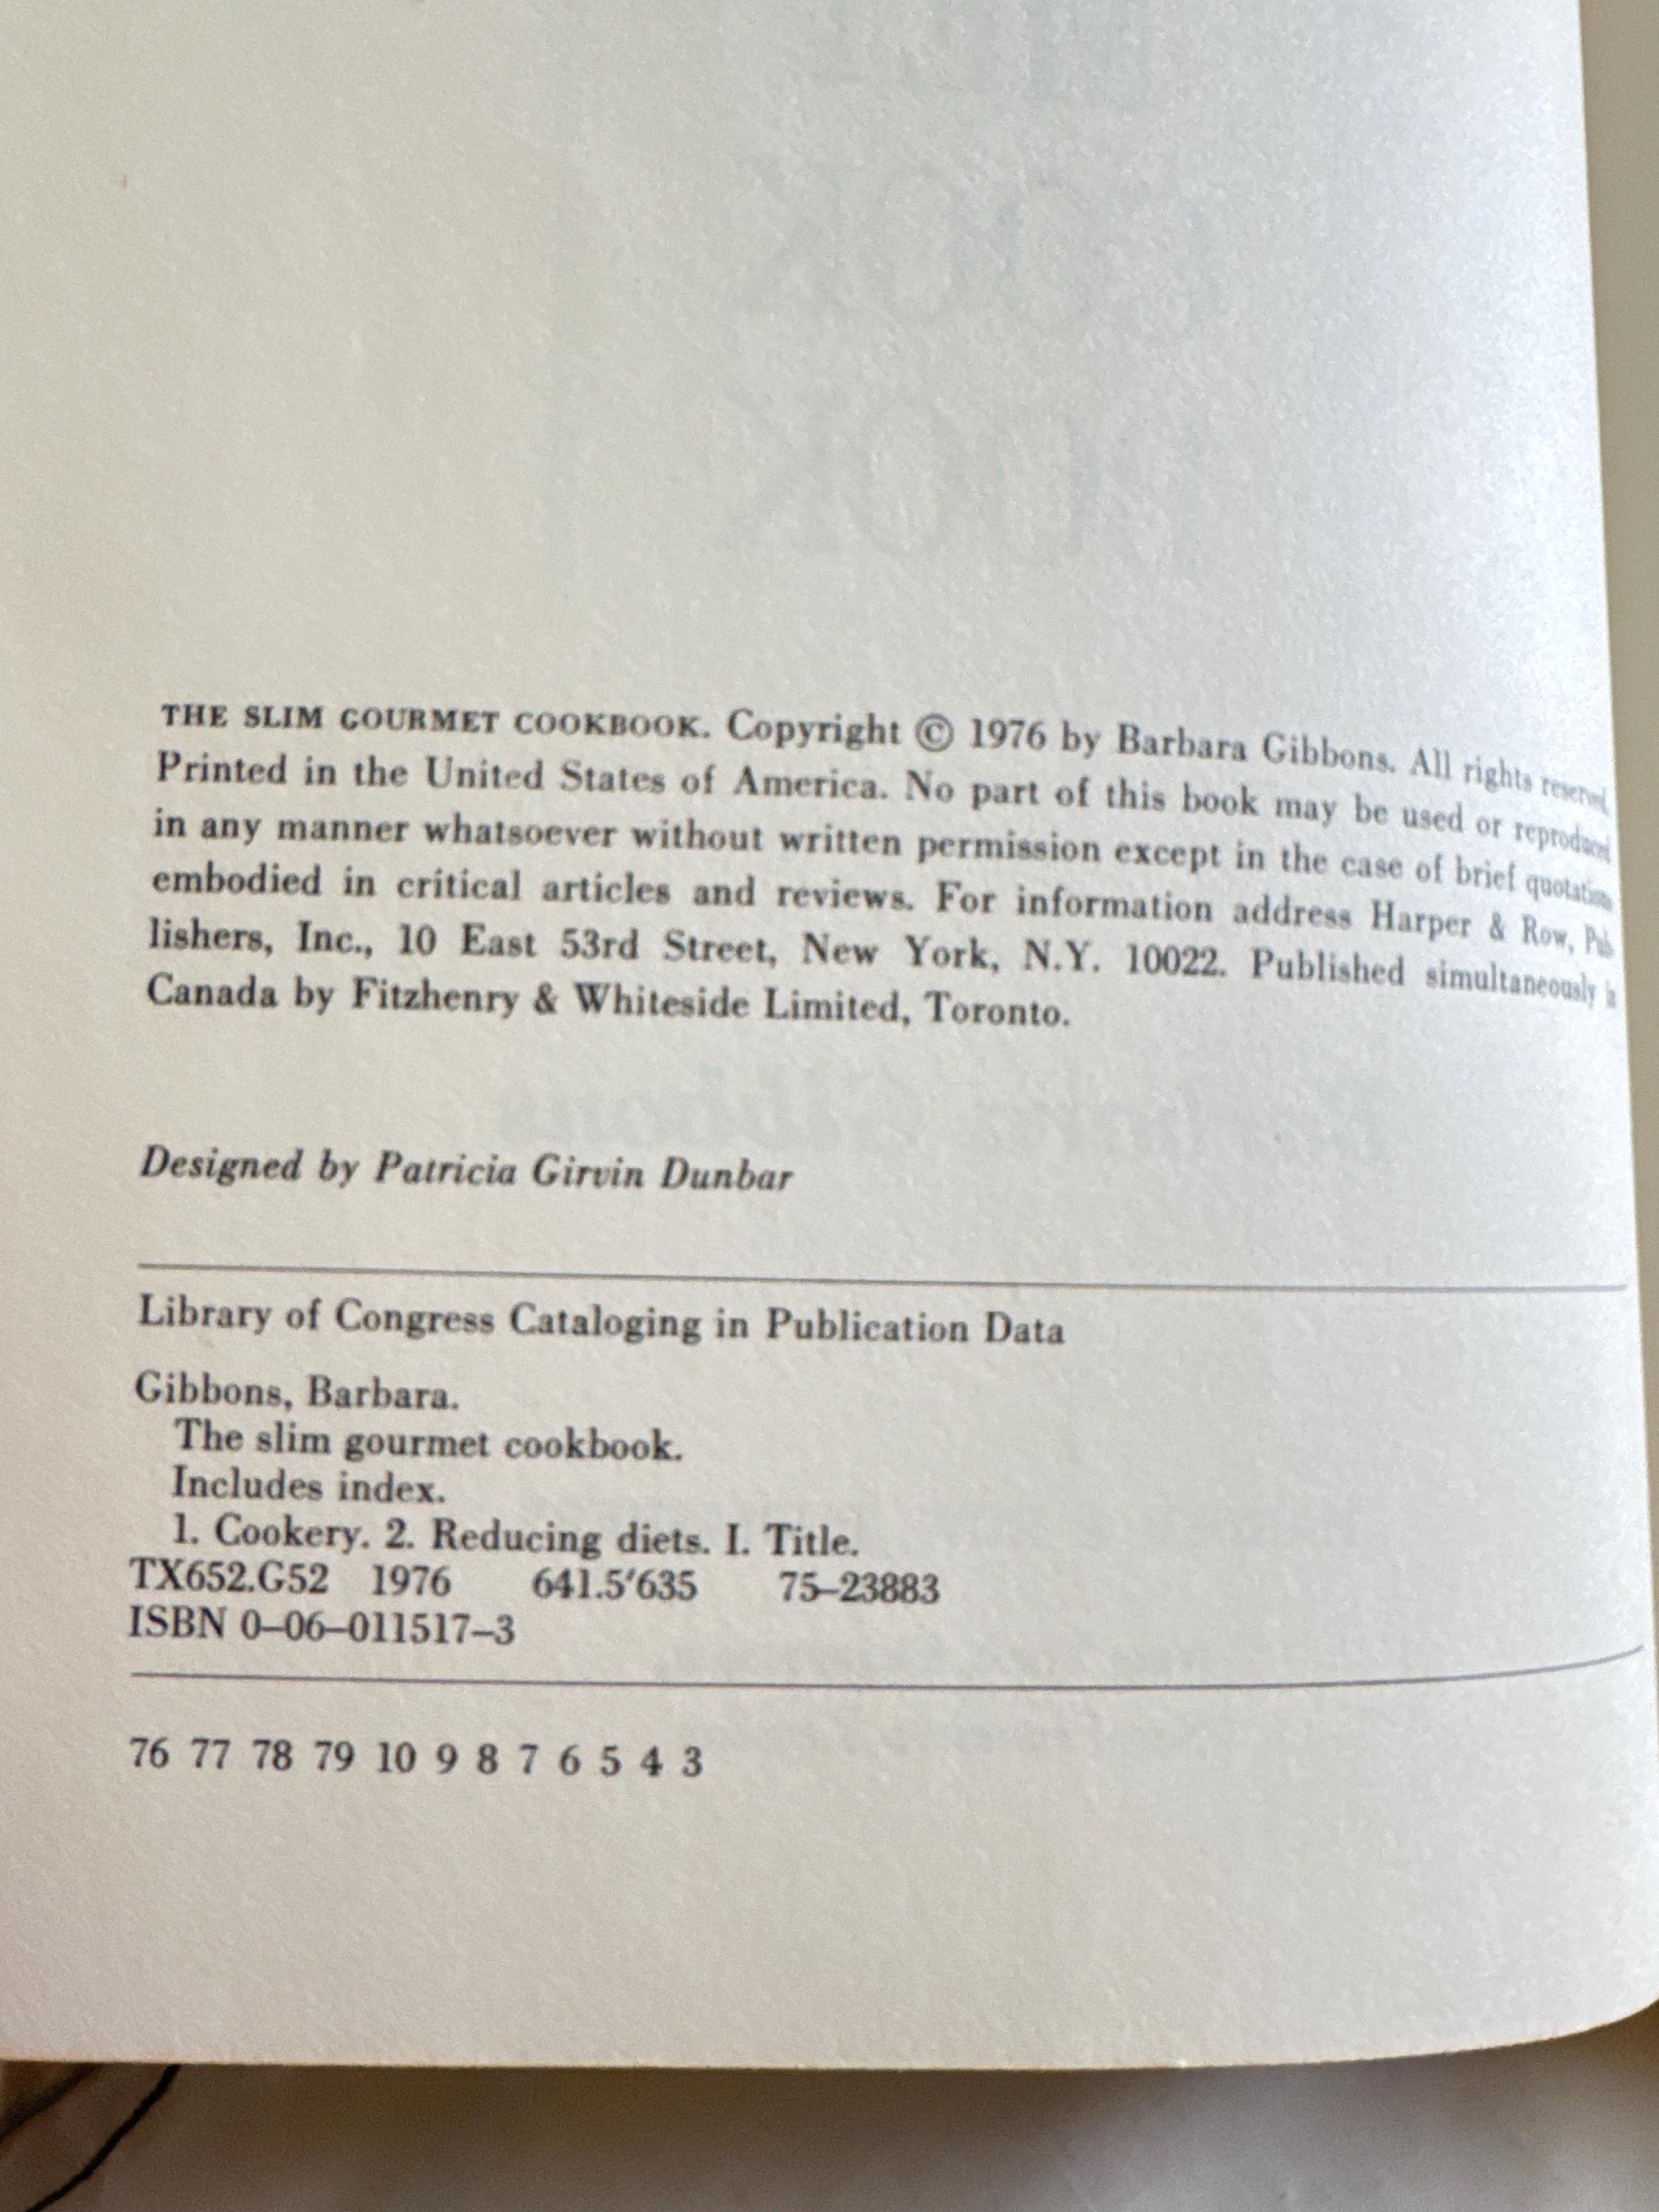 THE SLIM GOURMET COOKBOOK. Copyright © 1976 by Barbara Gibbons. All rights reserved.
Printed in the United States of America. No part of this book may be used or reproduced
in any manner whatsoever without written permission except in the case of brief quotations
embodied in critical articles and reviews. For information address Harper & Row, Pub-
lishers, Inc., 10 East 53rd Street, New York, N.Y. 10022. Published simultaneously in
Canada by Fitzhenry & Whiteside Limited, Toronto.
Designed by Patricia Girvin Dunbar
Library of Congress Cataloging in Publication Data
Gibbons, Barbara.
The slim gourmet cookbook.
Includes index.
1. Cookery. 2. Reducing diets. I. Title.
TX652.G52 1976 641.5'635 75–23883
ISBN 0–06–011517–3
76 77 78 79 10 9 8 7 6 5 4 3